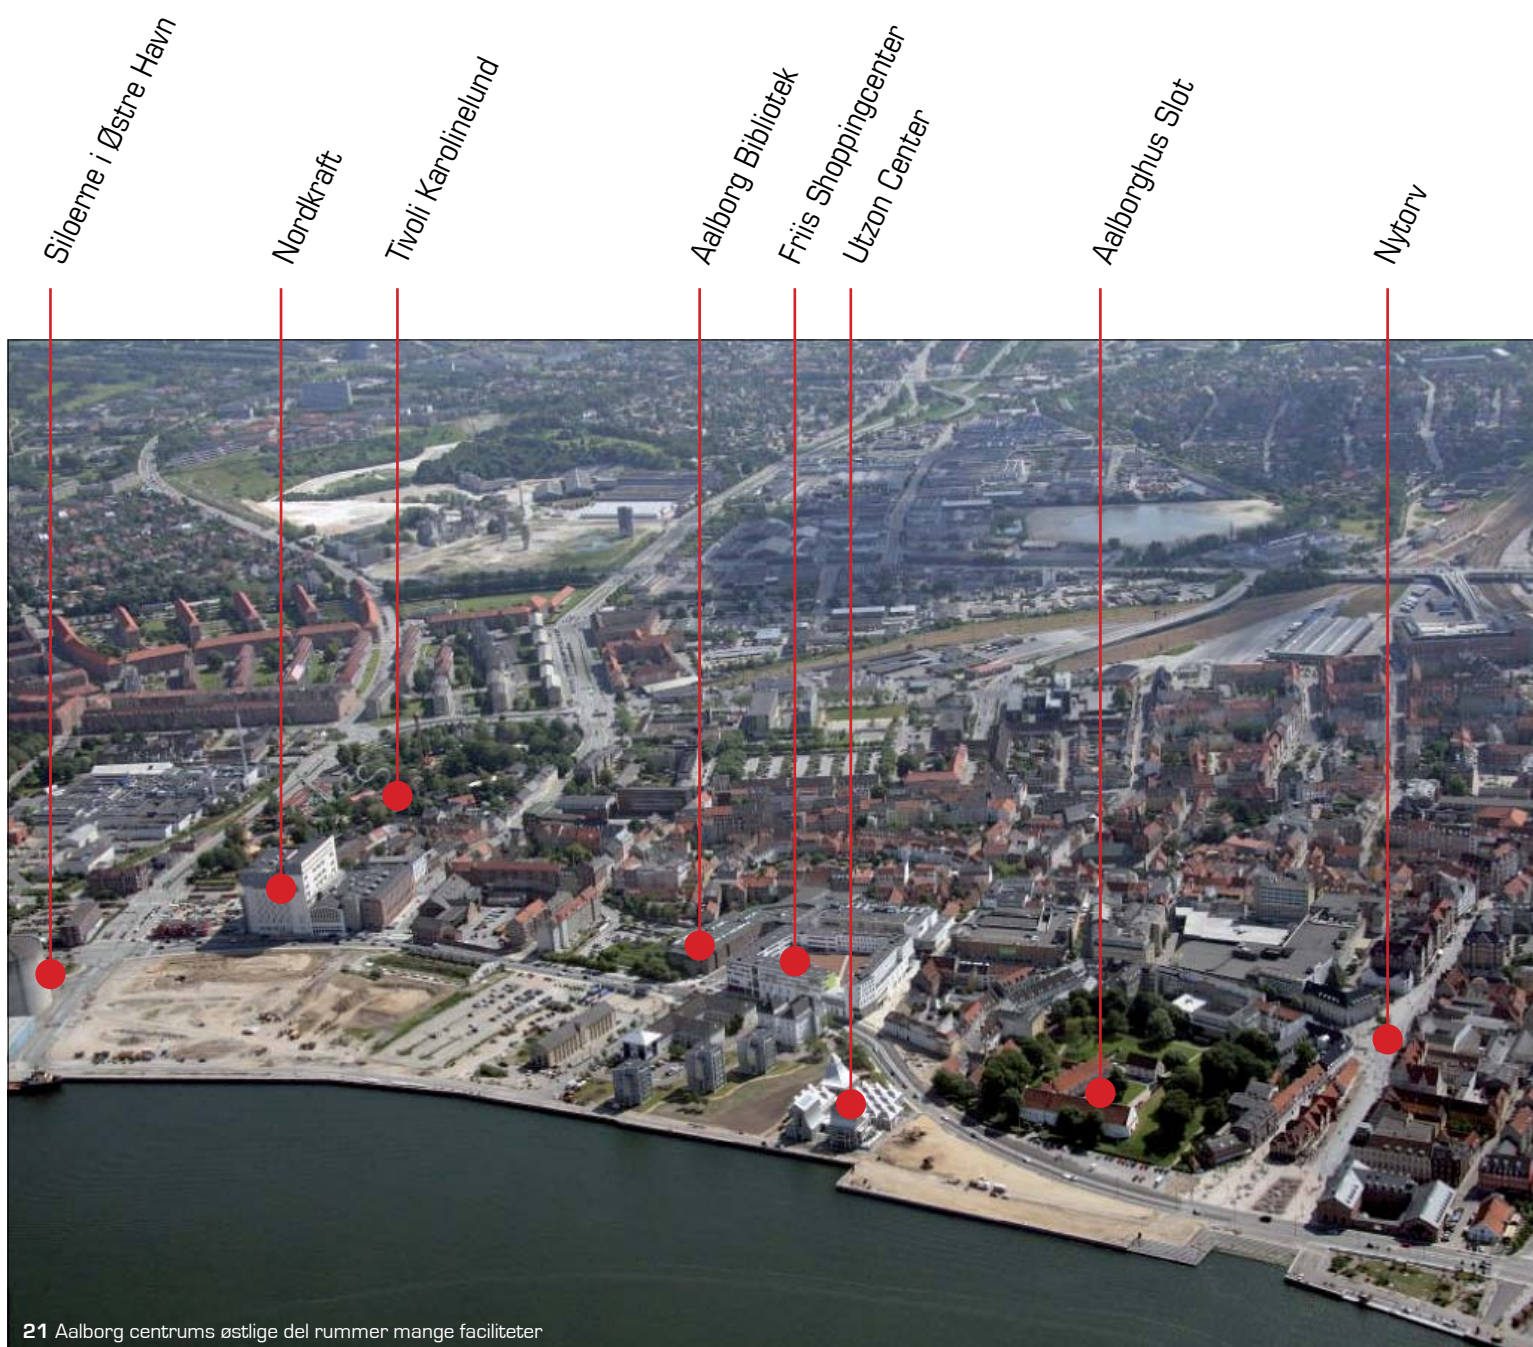 Siloerne i Østre Havn
Nordkraft
Tivoli Karolinelund
Aalborg Bibliotek
Friis Shoppingcenter
Utzon Center
Aalborghus Slot
Nytorv
21 Aalborg centrums østlige del rummer mange faciliteter